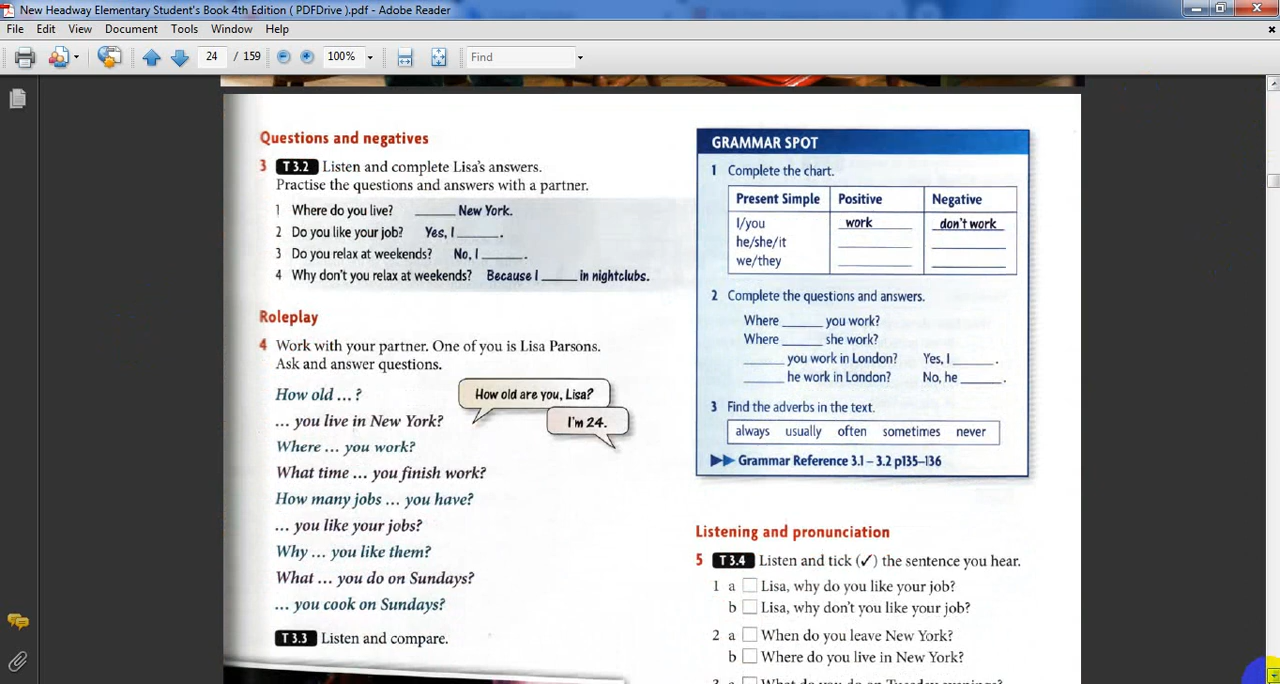 New Headway Elementary Student's Book 4th Edition ( PDFDrive ).pdf - Adobe Reader
File Edit View Document Tools Window Help
24 / 159 100% Find
Questions and negatives
3 T 3.2 Listen and complete Lisa's answers.
Practise the questions and answers with a partner.
1 Where do you live? ______ New York.
2 Do you like your job? Yes, I ______ .
3 Do you relax at weekends? No, I ______ .
4 Why don't you relax at weekends? Because I _____ in nightclubs.
Roleplay
4 Work with your partner. One of you is Lisa Parsons.
Ask and answer questions.
How old … ?
… you live in New York?
Where … you work?
What time … you finish work?
How many jobs … you have?
… you like your jobs?
Why … you like them?
What … you do on Sundays?
… you cook on Sundays?
How old are you, Lisa?
I'm 24.
T 3.3 Listen and compare.
GRAMMAR SPOT
1 Complete the chart.
Present Simple Positive Negative
I/you work don't work
he/she/it
we/they
2 Complete the questions and answers.
Where ______ you work?
Where ______ she work?
______ you work in London? Yes, I ______ .
______ he work in London? No, he ______ .
3 Find the adverbs in the text.
always usually often sometimes never
▶▶ Grammar Reference 3.1 – 3.2 p135–136
Listening and pronunciation
5 T 3.4 Listen and tick (✓) the sentence you hear.
1 a Lisa, why do you like your job?
b Lisa, why don't you like your job?
2 a When do you leave New York?
b Where do you live in New York?
3 a What do you do on Tuesday evenings?